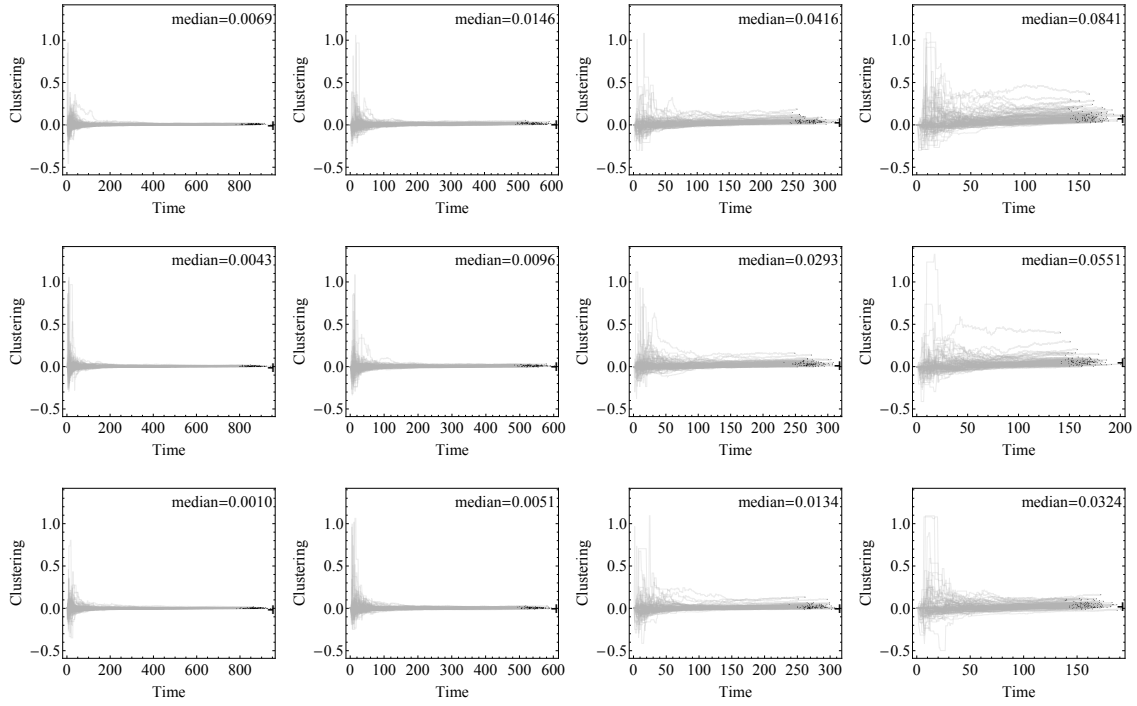 median=0.0069 median=0.0146 median=0.0416 median=0.0841
Clustering Clustering Clustering Clustering
1.0 1.0 1.0 1.0
0.5 0.5 0.5 0.5
0.0 0.0 0.0 0.0
−0.5 −0.5 −0.5 −0.5
0 200 400 600 800 0 100 200 300 400 500 600 0 50 100 150 200 250 300 0 50 100 150
Time Time Time Time
median=0.0043 median=0.0096 median=0.0293 median=0.0551
Clustering Clustering Clustering Clustering
1.0 1.0 1.0 1.0
0.5 0.5 0.5 0.5
0.0 0.0 0.0 0.0
−0.5 −0.5 −0.5 −0.5
0 200 400 600 800 0 100 200 300 400 500 600 0 50 100 150 200 250 300 0 50 100 150 200
Time Time Time Time
median=0.0010 median=0.0051 median=0.0134 median=0.0324
Clustering Clustering Clustering Clustering
1.0 1.0 1.0 1.0
0.5 0.5 0.5 0.5
0.0 0.0 0.0 0.0
−0.5 −0.5 −0.5 −0.5
0 200 400 600 800 0 100 200 300 400 500 600 0 50 100 150 200 250 300 0 50 100 150
Time Time Time Time